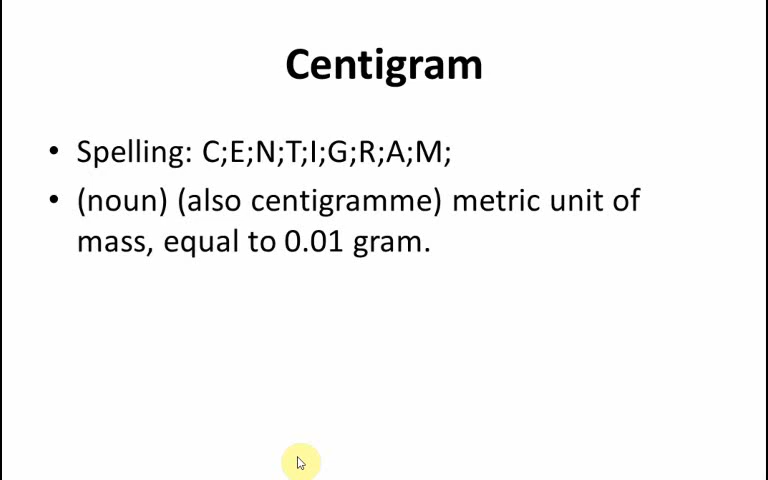 Centigram
• Spelling: C;E;N;T;I;G;R;A;M;
• (noun) (also centigramme) metric unit of
mass, equal to 0.01 gram.